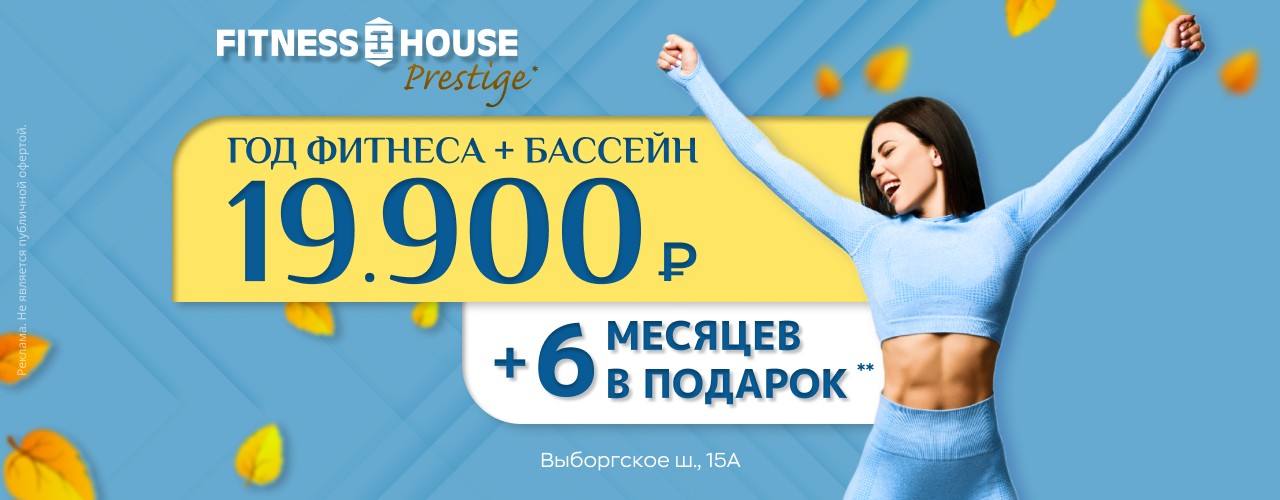 FITNESS HOUSE
Prestige*
ГОД ФИТНЕСА + БАССЕЙН
19.900 ₽
+6 МЕСЯЦЕВ
В ПОДАРОК**
Выборгское ш., 15А
Реклама. Не является публичной офертой.